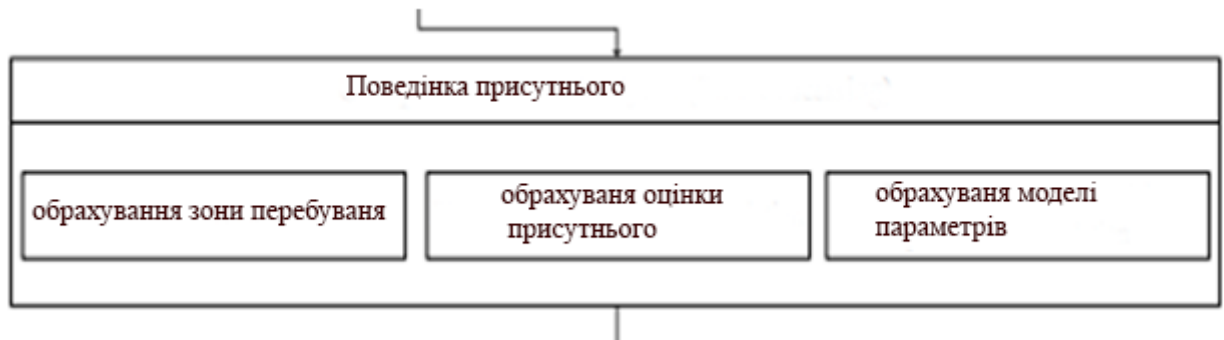 Поведінка присутнього
обрахування зони перебуваня
обрахуваня оцінки
присутнього
обрахуваня моделі
параметрів